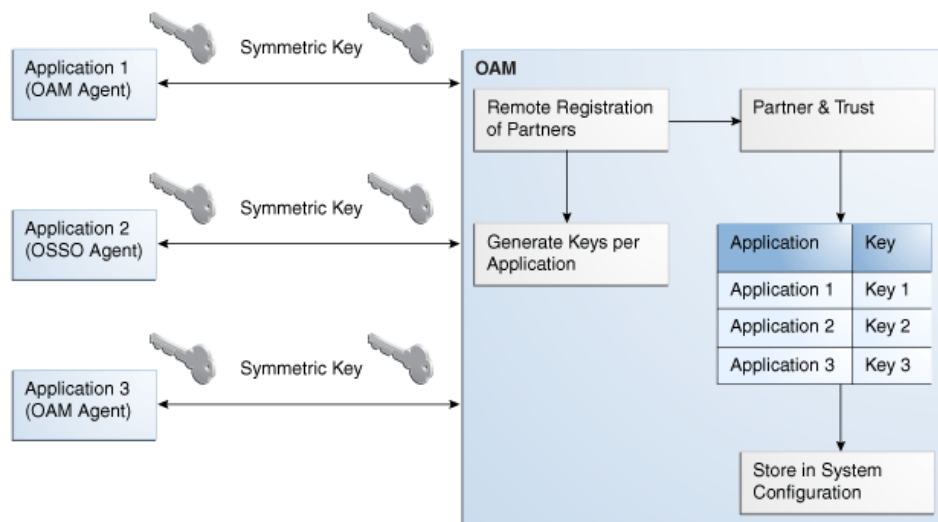 Symmetric Key
Application 1
(OAM Agent)
Symmetric Key
Application 2
(OSSO Agent)
Symmetric Key
Application 3
(OAM Agent)
OAM
Remote Registration
of Partners
Partner & Trust
Generate Keys per
Application
Application Key
Application 1 Key 1
Application 2 Key 2
Application 3 Key 3
Store in System
Configuration